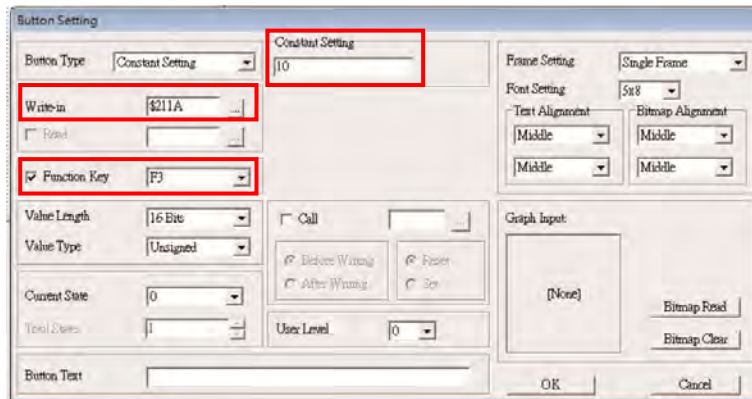 Button Setting
Button Type
Constant Setting
Write-in
$211A
...
Read
...
Function Key
F3
Value Length
16 Bits
Value Type
Unsigned
Current State
0
Total States
1
Button Text
Constant Setting
10
Call
...
Before Writing
After Writing
Reset
Set
User Level
0
Frame Setting
Single Frame
Font Setting
5x8
Text Alignment
Middle
Middle
Bitmap Alignment
Middle
Middle
Graph Input:
[None]
Bitmap Read
Bitmap Clear
OK
Cancel